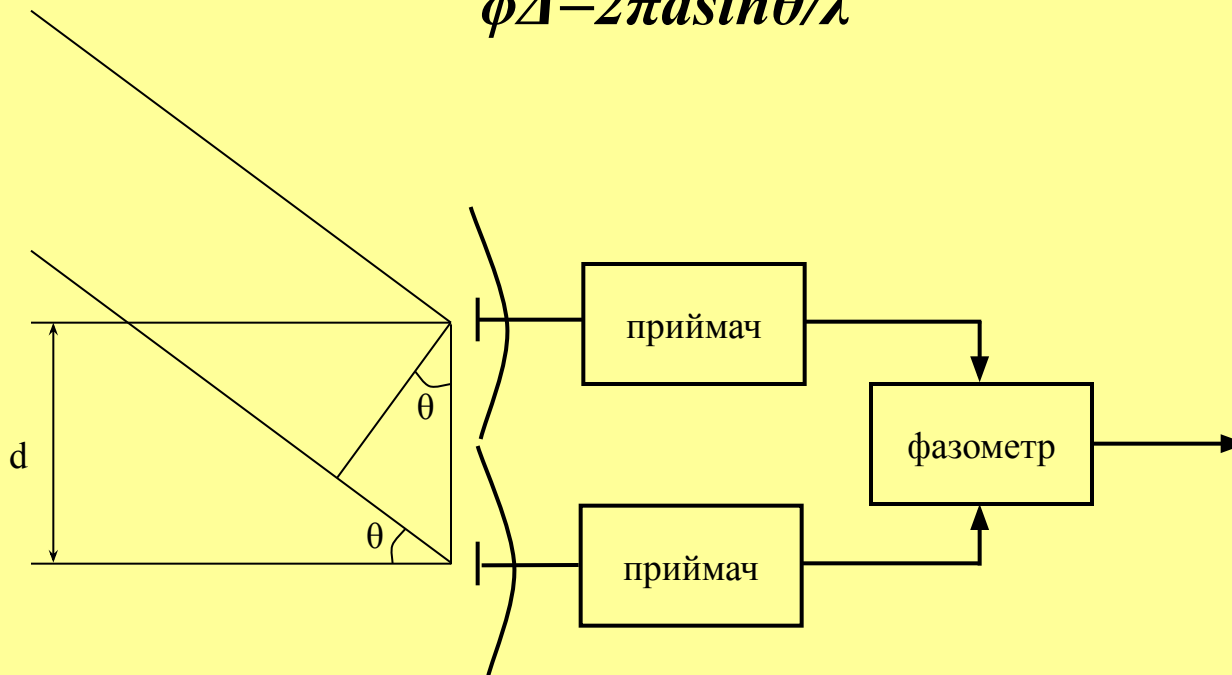 φΔ=2πdsinθ/λ
приймач
θ
фазометр
d
θ
приймач